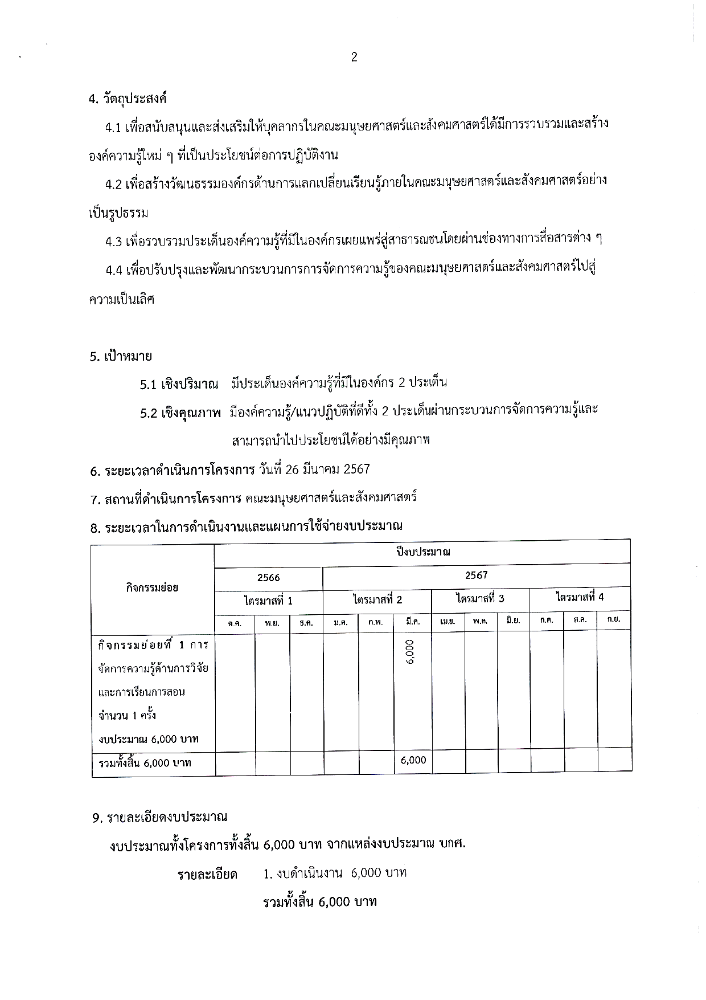 2
4. วัตถุประสงค์
4.1 เพื่อสนับสนุนและส่งเสริมให้บุคลากรในคณะมนุษยศาสตร์และสังคมศาสตร์ได้มีการรวบรวมและสร้าง
องค์ความรู้ใหม่ ๆ ที่เป็นประโยชน์ต่อการปฏิบัติงาน
4.2 เพื่อสร้างวัฒนธรรมองค์กรด้านการแลกเปลี่ยนเรียนรู้ภายในคณะมนุษยศาสตร์และสังคมศาสตร์อย่าง
เป็นรูปธรรม
4.3 เพื่อรวบรวมประเด็นองค์ความรู้ที่มีในองค์กรเผยแพร่สู่สาธารณชนโดยผ่านช่องทางการสื่อสารต่าง ๆ
4.4 เพื่อปรับปรุงและพัฒนากระบวนการการจัดการความรู้ของคณะมนุษยศาสตร์และสังคมศาสตร์ไปสู่
ความเป็นเลิศ
5. เป้าหมาย
5.1 เชิงปริมาณ มีประเด็นองค์ความรู้ที่มีในองค์กร 2 ประเด็น
5.2 เชิงคุณภาพ มีองค์ความรู้/แนวปฏิบัติที่ดีทั้ง 2 ประเด็นผ่านกระบวนการจัดการความรู้และ
สามารถนำไปประโยชน์ได้อย่างมีคุณภาพ
6. ระยะเวลาดำเนินการโครงการ วันที่ 26 มีนาคม 2567
7. สถานที่ดำเนินการโครงการ คณะมนุษยศาสตร์และสังคมศาสตร์
8. ระยะเวลาในการดำเนินงานและแผนการใช้จ่ายงบประมาณ
กิจกรรมย่อย ปีงบประมาณ
2566 2567
ไตรมาสที่ 1 ไตรมาสที่ 2 ไตรมาสที่ 3 ไตรมาสที่ 4
ต.ค. พ.ย. ธ.ค. ม.ค. ก.พ. มี.ค. เม.ย. พ.ค. มิ.ย. ก.ค. ส.ค. ก.ย.
กิจกรรมย่อยที่ 1 การ 6,000
จัดการความรู้ด้านการวิจัย
และการเรียนการสอน
จำนวน 1 ครั้ง
งบประมาณ 6,000 บาท
รวมทั้งสิ้น 6,000 บาท 6,000
9. รายละเอียดงบประมาณ
งบประมาณทั้งโครงการทั้งสิ้น 6,000 บาท จากแหล่งงบประมาณ บกศ.
รายละเอียด 1. งบดำเนินงาน 6,000 บาท
รวมทั้งสิ้น 6,000 บาท